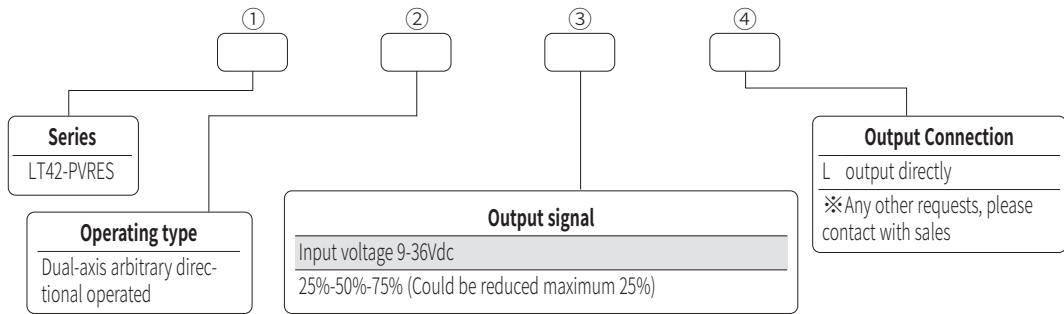 ① ② ③ ④
Series
LT42-PVRES
Operating type
Dual-axis arbitrary direc-
tional operated
Output signal
Input voltage 9-36Vdc
25%-50%-75% (Could be reduced maximum 25%)
Output Connection
L output directly
※Any other requests, please
contact with sales